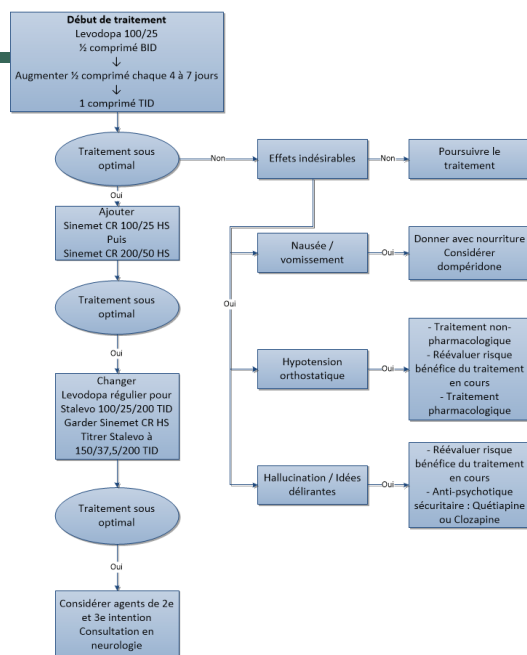 Début de traitement
Levodopa 100/25
½ comprimé BID
↓
Augmenter ½ comprimé chaque 4 à 7 jours
↓
1 comprimé TID
Traitement sous
optimal
Non
Effets indésirables
Non
Poursuivre le
traitement
Oui
Ajouter
Sinemet CR 100/25 HS
Puis
Sinemet CR 200/50 HS
Nausée /
vomissement
Oui
Donner avec nourriture
Considérer
dompéridone
Traitement sous
optimal
Oui
Oui
Changer
Levodopa régulier pour
Stalevo 100/25/200 TID
Garder Sinemet CR HS
Titrer Stalevo à
150/37,5/200 TID
Hypotension
orthostatique
Oui
- Traitement non-
pharmacologique
- Réévaluer risque
bénéfice du traitement
en cours
- Traitement
pharmacologique
Traitement sous
optimal
Hallucination / Idées
délirantes
Oui
- Réévaluer risque
bénéfice du traitement
en cours
- Anti-psychotique
sécuritaire : Quétiapine
ou Clozapine
Oui
Considérer agents de 2e
et 3e intention
Consultation en
neurologie